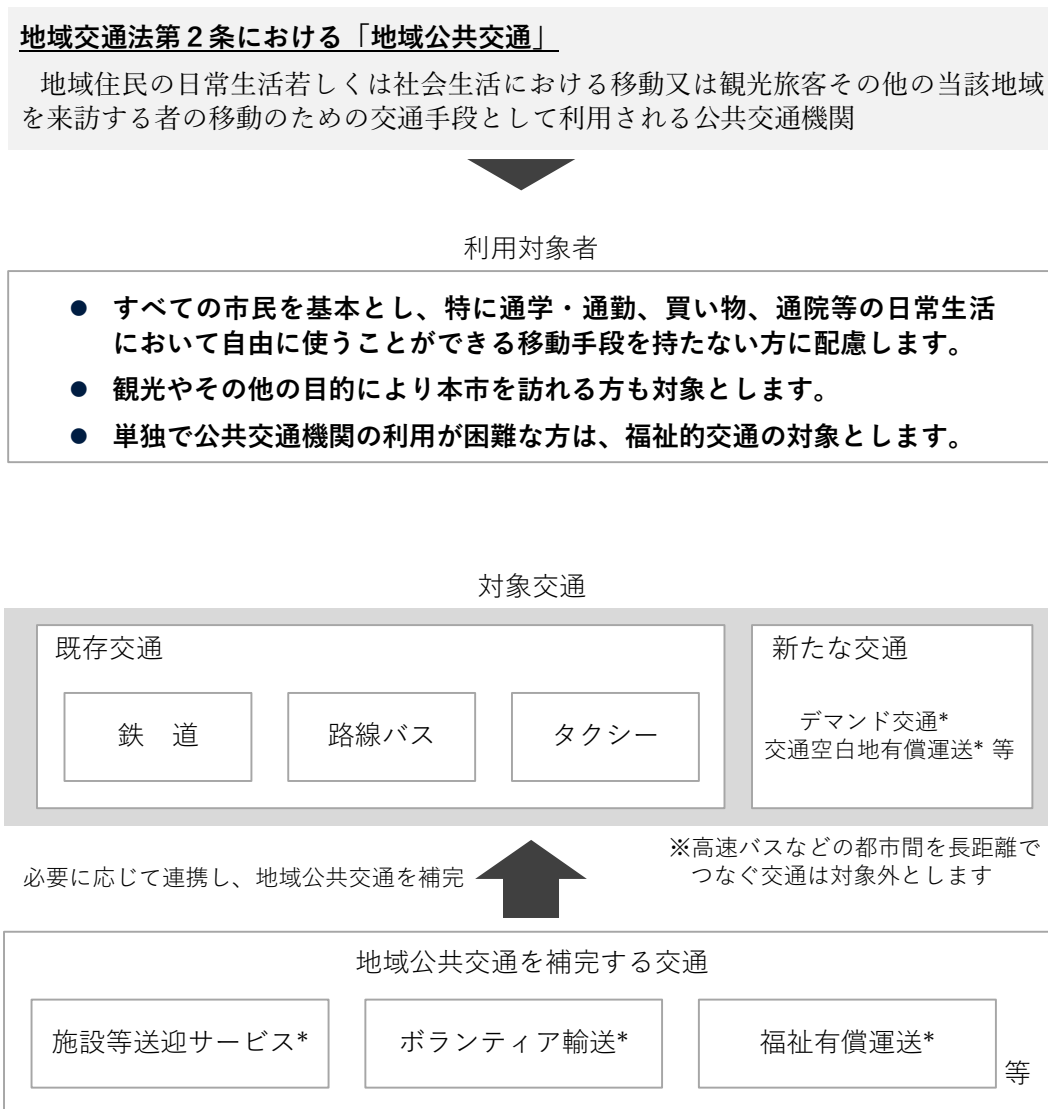 地域交通法第２条における「地域公共交通」
地域住民の日常生活若しくは社会生活における移動又は観光旅客その他の当該地域
を来訪する者の移動のための交通手段として利用される公共交通機関
利用対象者
● すべての市民を基本とし、特に通学・通勤、買い物、通院等の日常生活
において自由に使うことができる移動手段を持たない方に配慮します。
● 観光やその他の目的により本市を訪れる方も対象とします。
● 単独で公共交通機関の利用が困難な方は、福祉的交通の対象とします。
対象交通
既存交通
鉄　道
路線バス
タクシー
新たな交通
デマンド交通*
交通空白地有償運送* 等
必要に応じて連携し、地域公共交通を補完
※高速バスなどの都市間を長距離で
つなぐ交通は対象外とします
地域公共交通を補完する交通
施設等送迎サービス*
ボランティア輸送*
福祉有償運送*
等